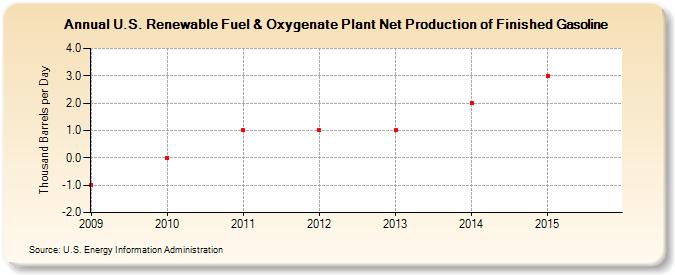 Annual U.S. Renewable Fuel & Oxygenate Plant Net Production of Finished Gasoline
Thousand Barrels per Day
4.0
3.0
2.0
1.0
0.0
-1.0
-2.0
2009 2010 2011 2012 2013 2014 2015
Source: U.S. Energy Information Administration